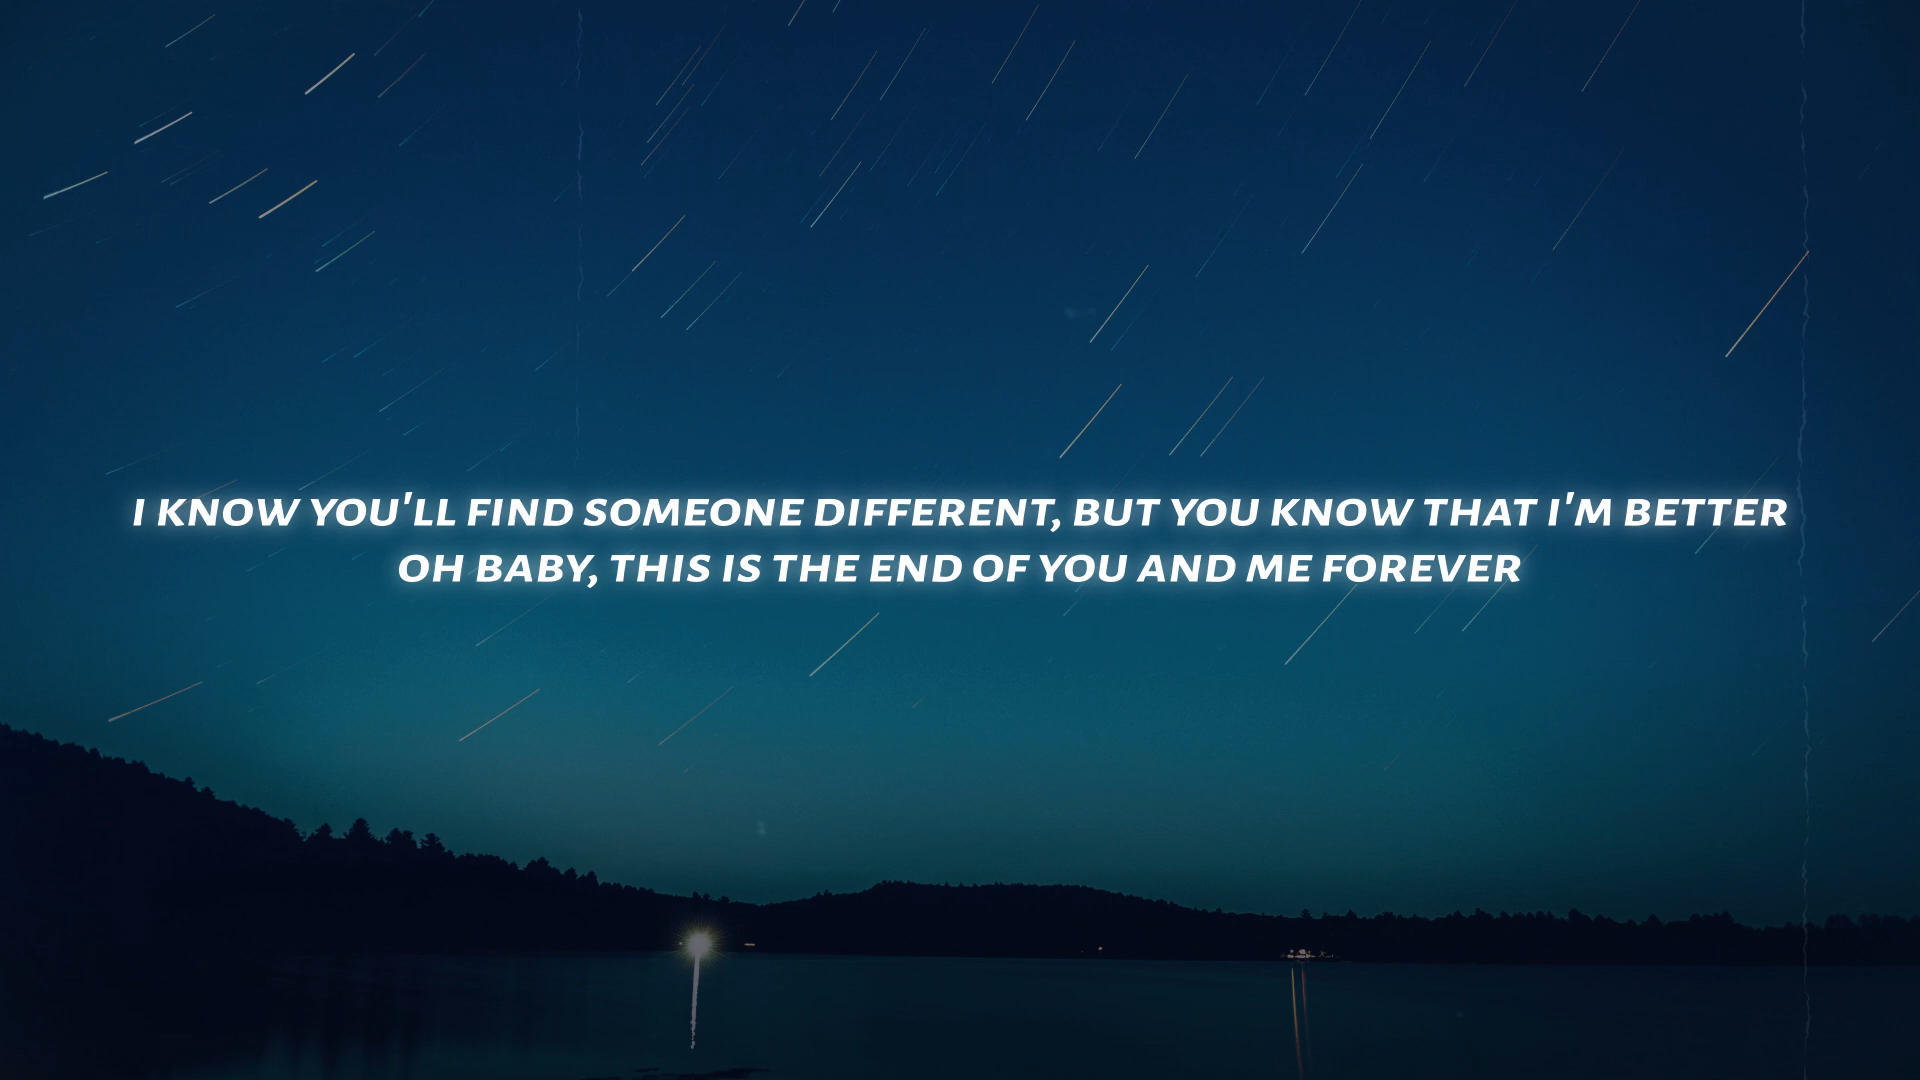 I KNOW YOU'LL FIND SOMEONE DIFFERENT, BUT YOU KNOW THAT I'M BETTER
OH BABY, THIS IS THE END OF YOU AND ME FOREVER